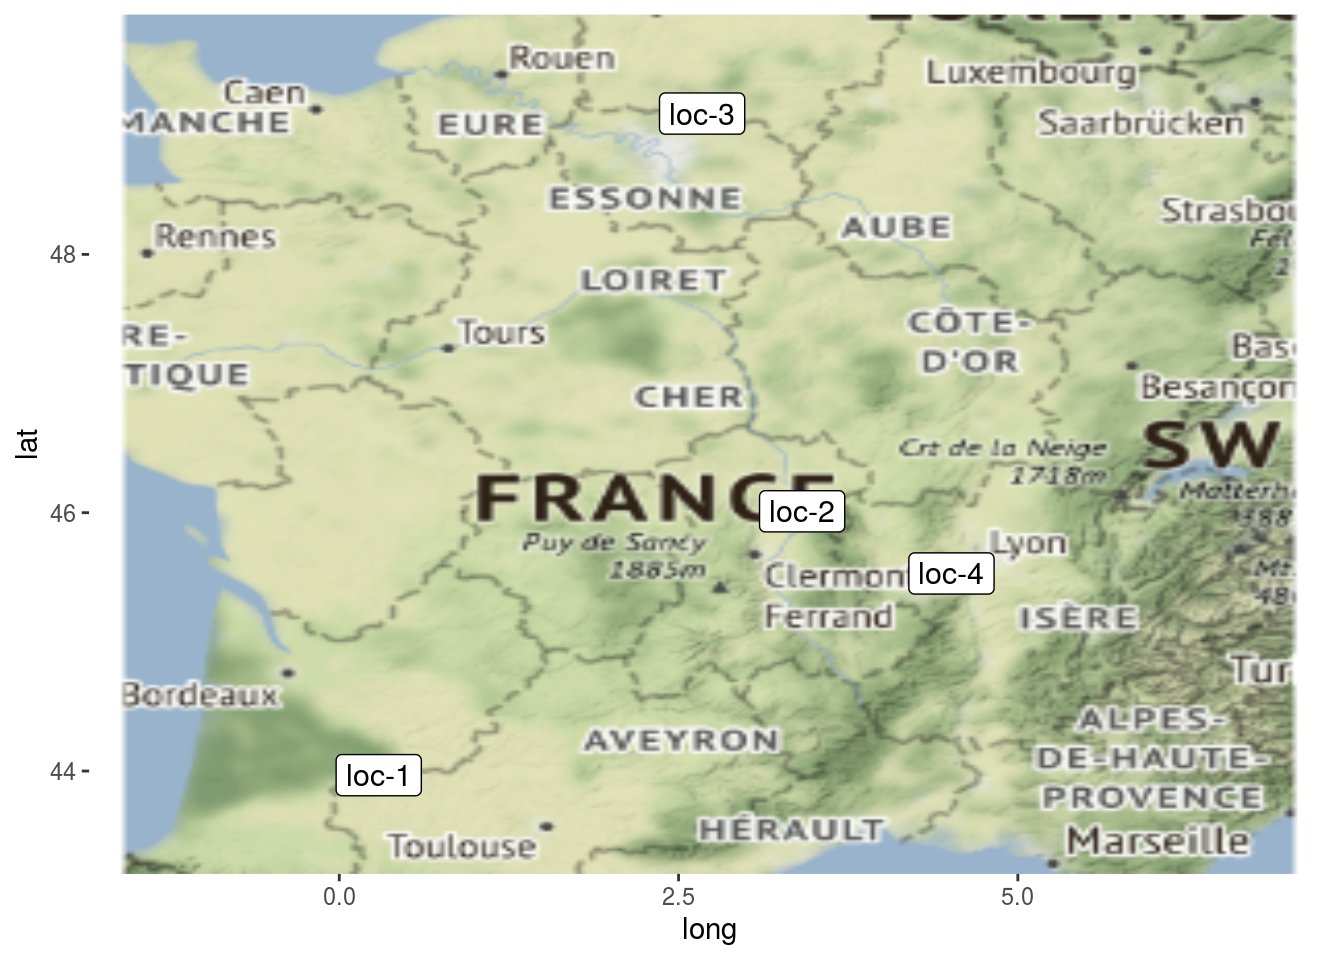 Rouen
Luxembourg
Caen
MANCHE
EURE
loc-3
Saarbrücken
ESSONNE
AUBE
Rennes
48
LOIRET
CÔTE-
D'OR
RE-
TIQUE
Tours
Besançon
CHER
lat
Crt de la Neige
1718m
SW
46
FRANCE
loc-2
Puy de Sancy
1885m
Lyon
Clermont
Ferrand
loc-4
ISÈRE
Bordeaux
AVEYRON
ALPES-
DE-HAUTE-
PROVENCE
44
loc-1
Toulouse
HÉRAULT
Marseille
0.0
2.5
5.0
long